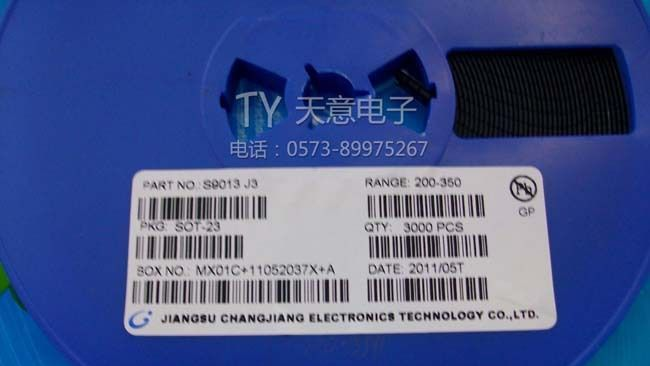 TY 天意电子
电话：0573-89975267
PART NO.: S9013 J3
RANGE: 200-350
PKG: SOT-23
QTY: 3000 PCS
BOX NO.: MX01C+11052037X+A
DATE: 2011/05T
Pb
GP
JIANGSU CHANGJIANG ELECTRONICS TECHNOLOGY CO.,LTD.